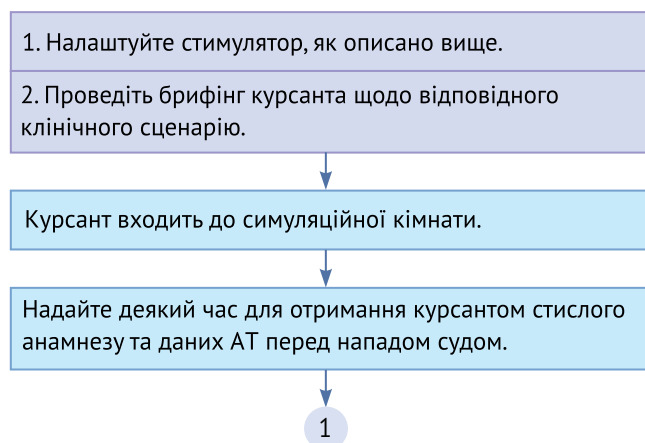 1. Налаштуйте стимулятор, як описано вище.
2. Проведіть брифінг курсанта щодо відповідного
клінічного сценарію.
Курсант входить до симуляційної кімнати.
Надайте деякий час для отримання курсантом стислого
анамнезу та даних АТ перед нападом судом.
1